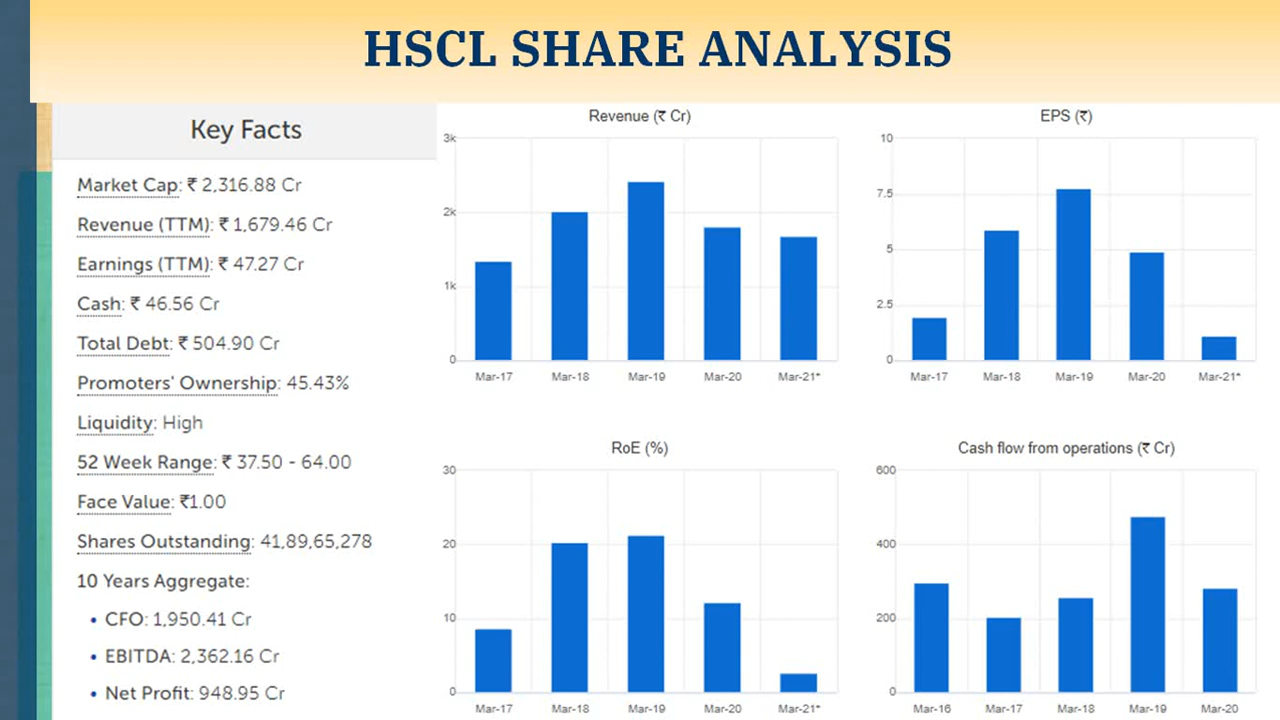 HSCL SHARE ANALYSIS
Key Facts
Market Cap: ₹ 2,316.88 Cr
Revenue (TTM): ₹ 1,679.46 Cr
Earnings (TTM): ₹ 47.27 Cr
Cash: ₹ 46.56 Cr
Total Debt: ₹ 504.90 Cr
Promoters' Ownership: 45.43%
Liquidity: High
52 Week Range: ₹ 37.50 - 64.00
Face Value: ₹1.00
Shares Outstanding: 41,89,65,278
10 Years Aggregate:
• CFO: 1,950.41 Cr
• EBITDA: 2,362.16 Cr
• Net Profit: 948.95 Cr
Revenue (₹ Cr)
3k
2k
1k
0
Mar-17 Mar-18 Mar-19 Mar-20 Mar-21*
EPS (₹)
10
7.5
5
2.5
0
Mar-17 Mar-18 Mar-19 Mar-20 Mar-21*
RoE (%)
30
20
10
0
Mar-17 Mar-18 Mar-19 Mar-20 Mar-21*
Cash flow from operations (₹ Cr)
600
400
200
0
Mar-16 Mar-17 Mar-18 Mar-19 Mar-20